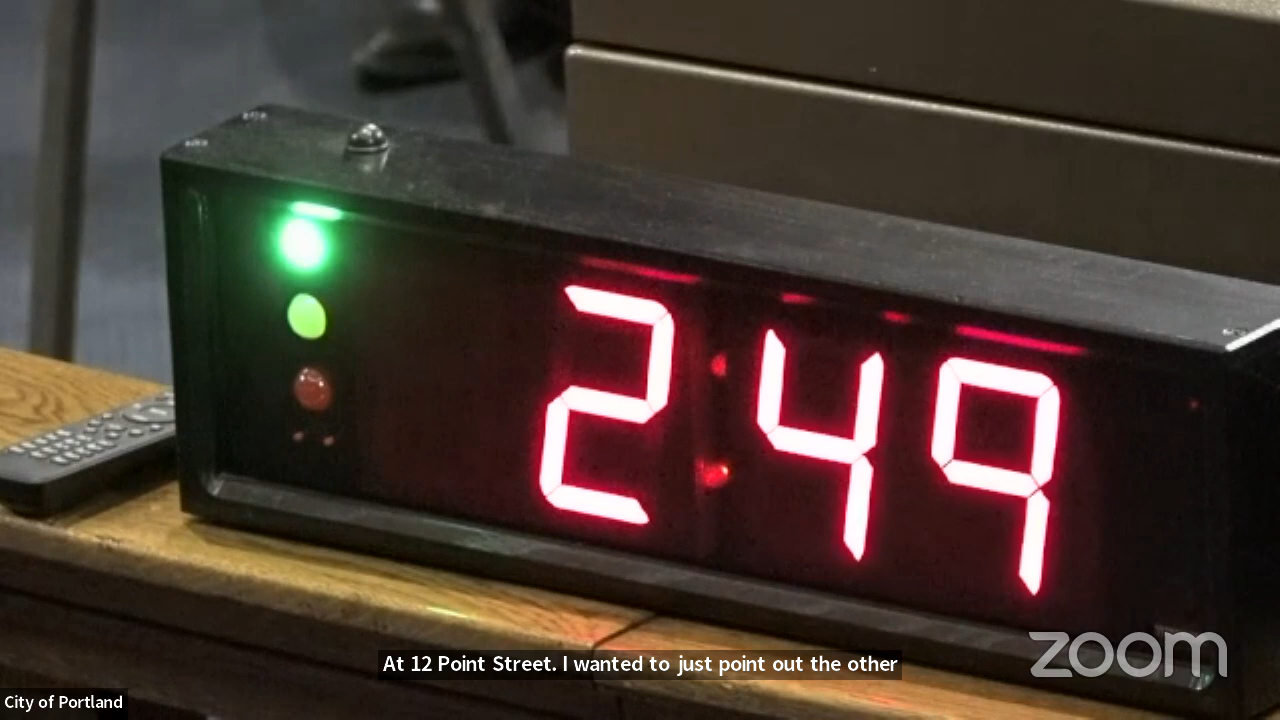 2:49
At 12 Point Street. I wanted to just point out the other
zoom
City of Portland